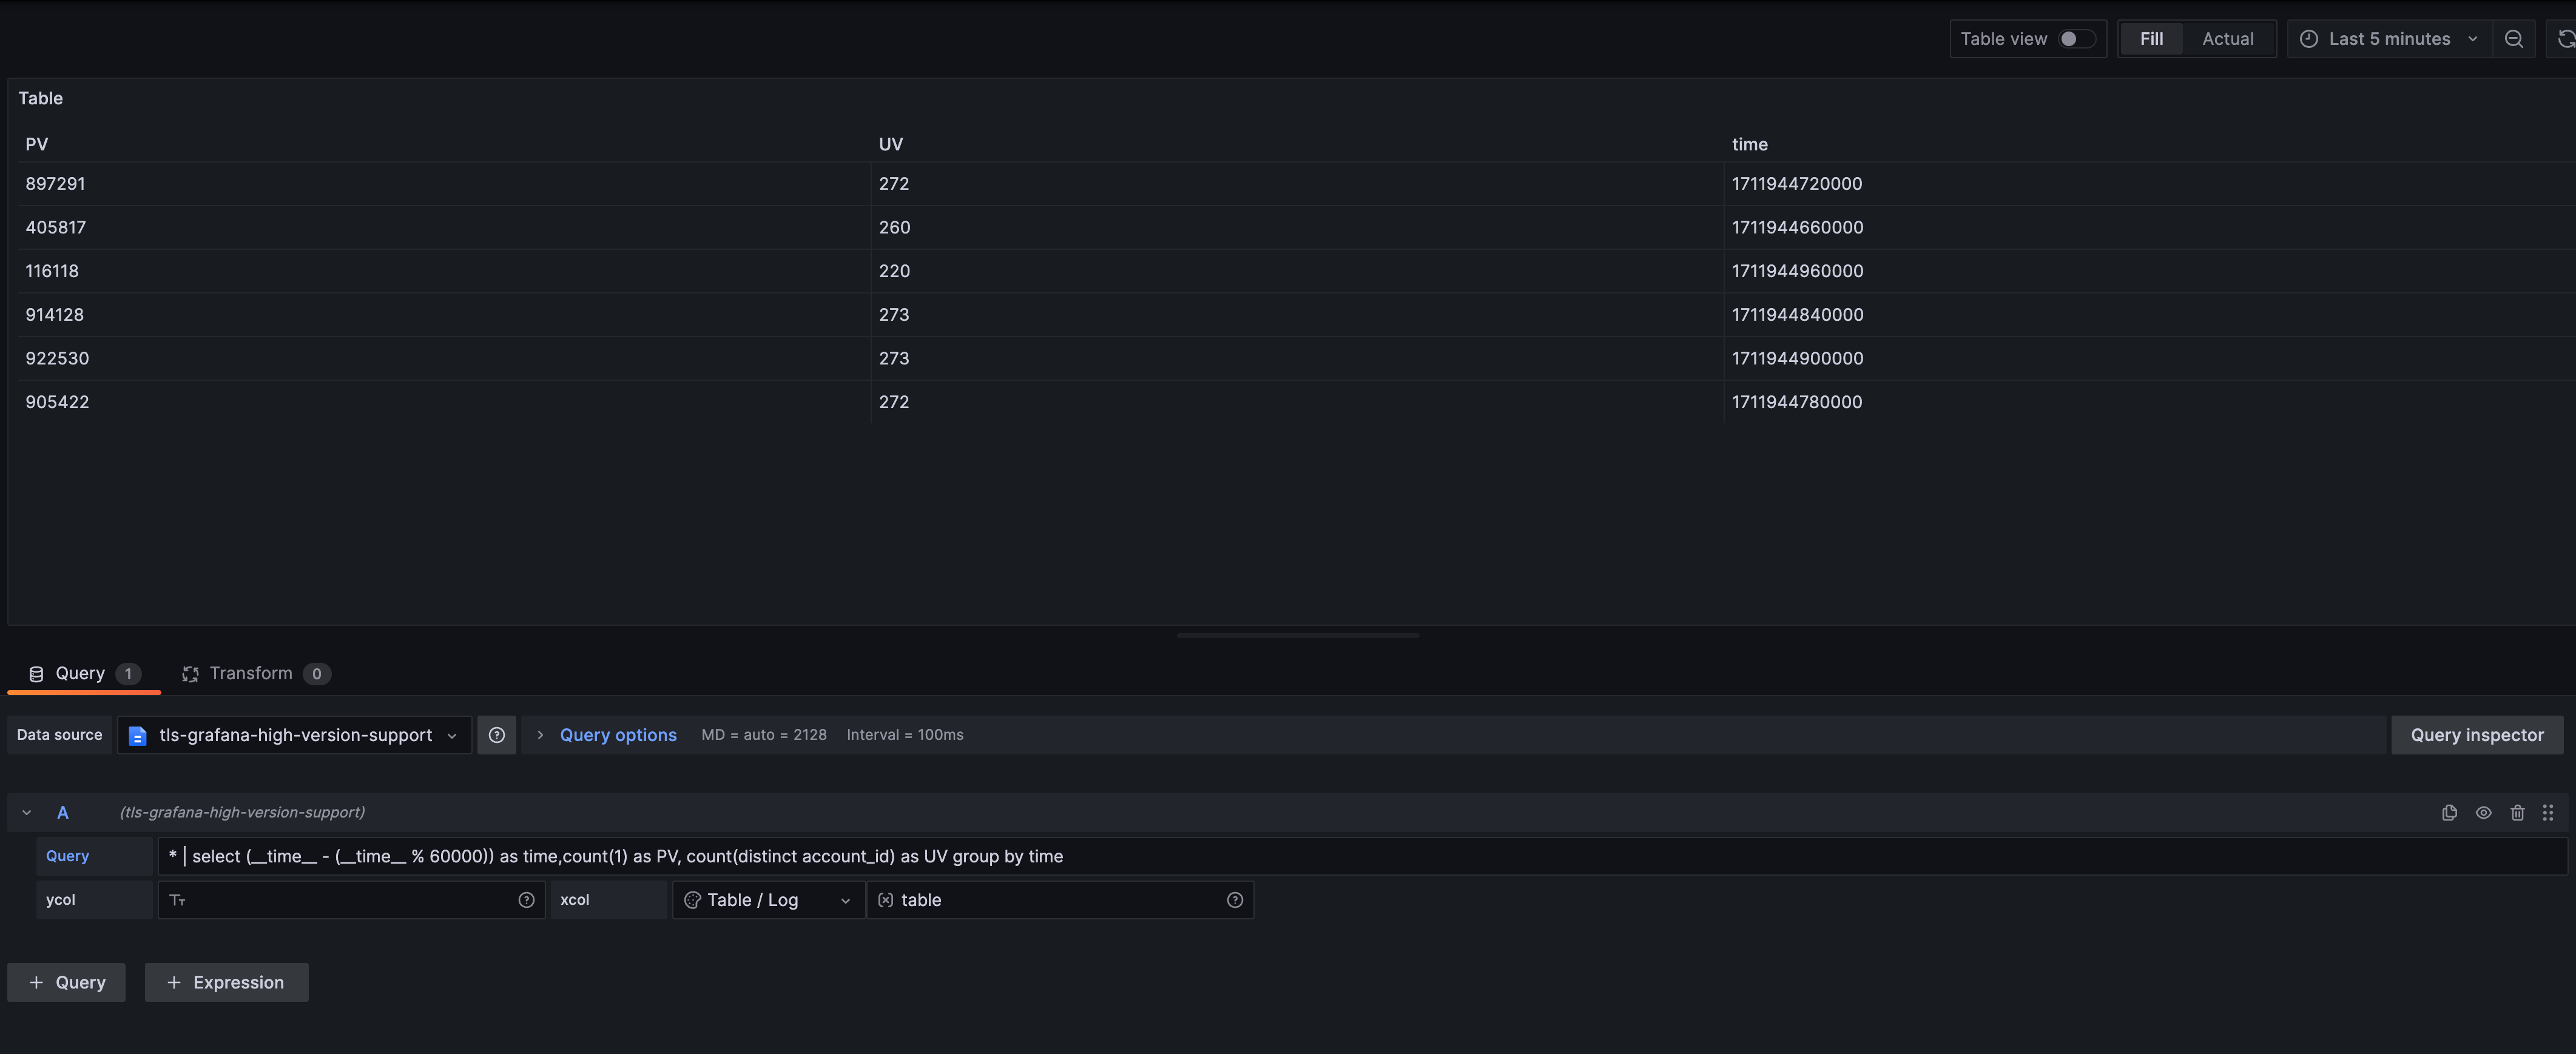 Table view Fill Actual Last 5 minutes
Table
PV UV time
897291 272 1711944720000
405817 260 1711944660000
116118 220 1711944960000
914128 273 1711944840000
922530 273 1711944900000
905422 272 1711944780000
Query 1 Transform 0
Data source tls-grafana-high-version-support Query options MD = auto = 2128 Interval = 100ms Query inspector
A (tls-grafana-high-version-support)
Query * | select (__time__ - (__time__ % 60000)) as time,count(1) as PV, count(distinct account_id) as UV group by time
ycol xcol Table / Log table
+ Query + Expression